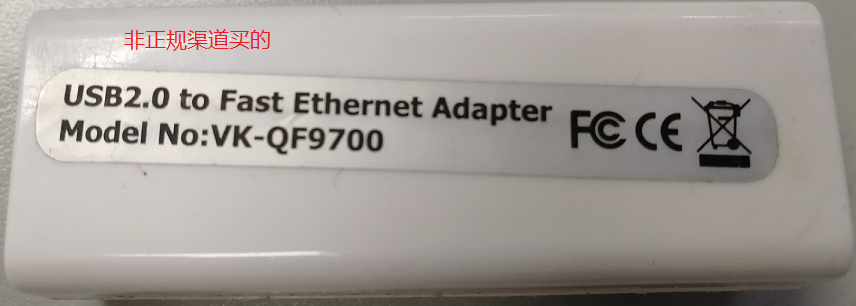 非正规渠道买的
USB2.0 to Fast Ethernet Adapter
Model No:VK-QF9700
FC CE